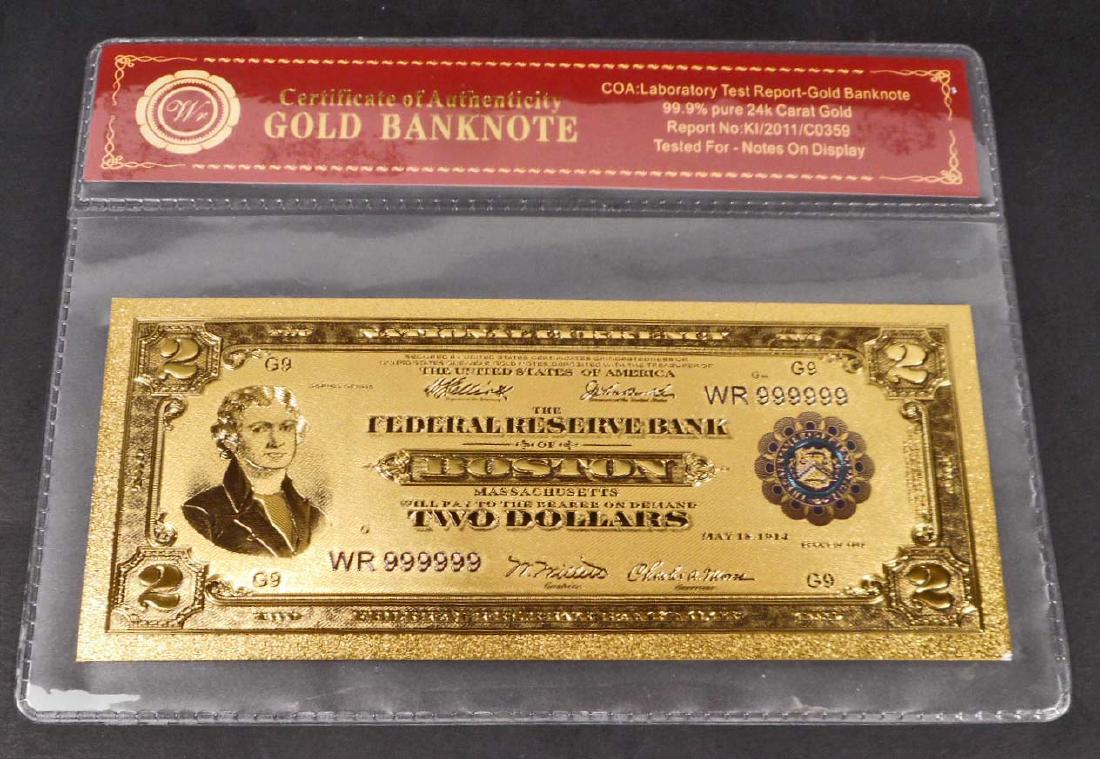 Wr
Certificate of Authenticity
GOLD BANKNOTE
COA:Laboratory Test Report-Gold Banknote
99.9% pure 24k Carat Gold
Report No:KI/2011/C0359
Tested For - Notes On Display
2
NATIONAL CURRENCY
2
G9
THE UNITED STATES OF AMERICA
G9
WR 999999
THE
FEDERAL RESERVE BANK
OF
BOSTON
MASSACHUSETTS
WILL PAY TO THE BEARER ON DEMAND
TWO DOLLARS
MAY 18, 1914
WR 999999
G9
G9
2
2